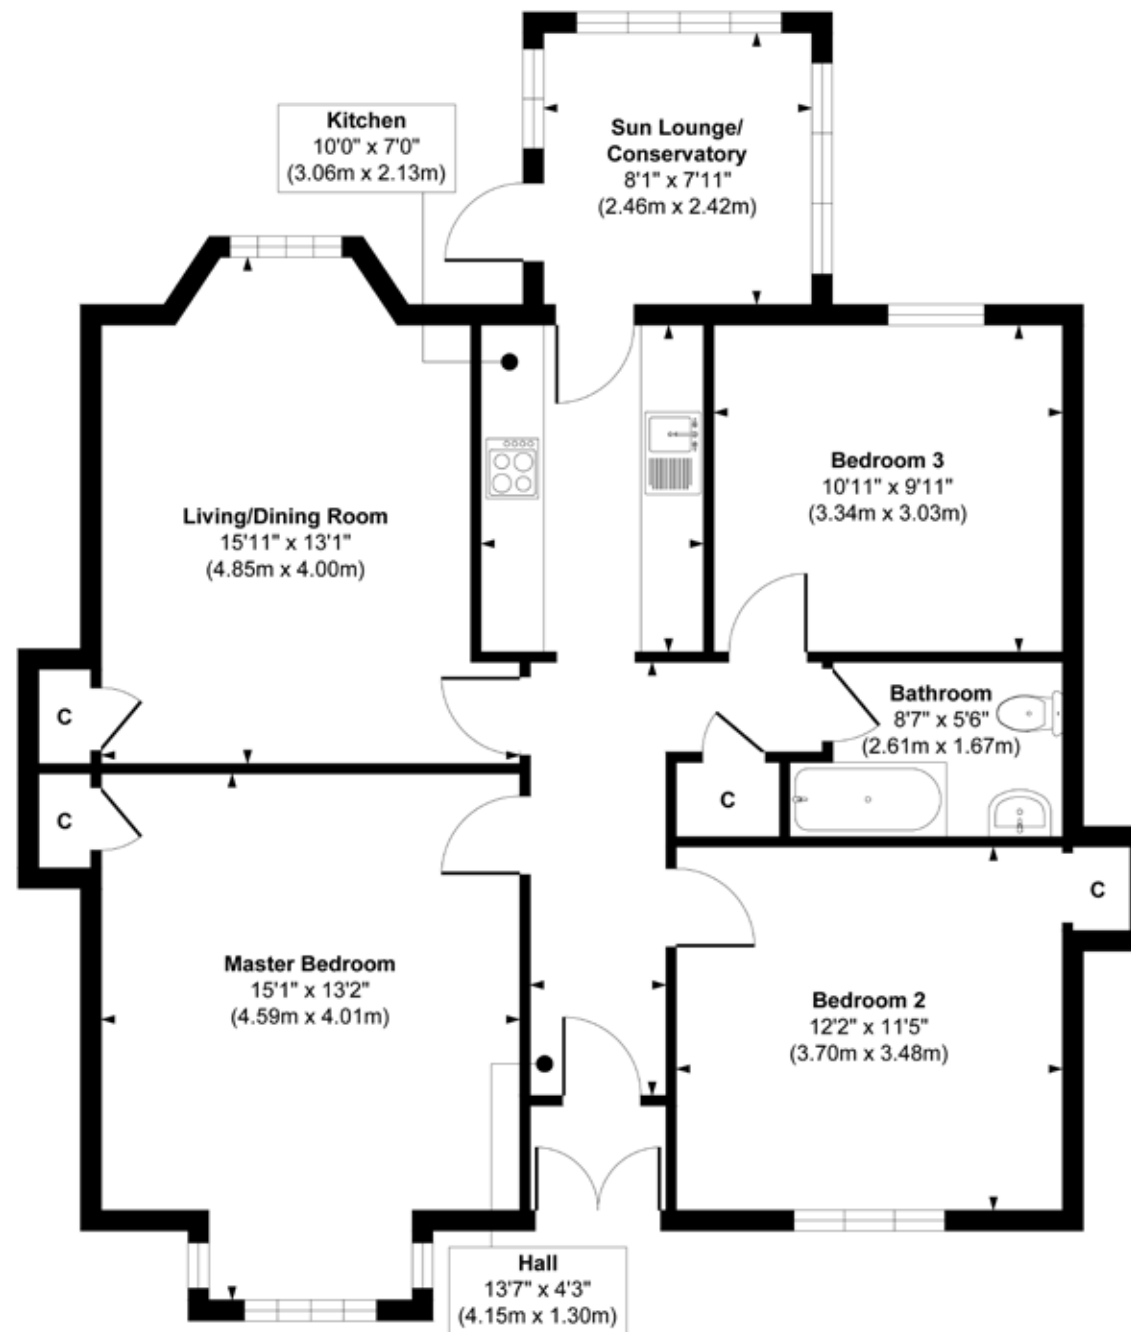 Kitchen
10'0" x 7'0"
(3.06m x 2.13m)
Sun Lounge/
Conservatory
8'1" x 7'11"
(2.46m x 2.42m)
Living/Dining Room
15'11" x 13'1"
(4.85m x 4.00m)
Bedroom 3
10'11" x 9'11"
(3.34m x 3.03m)
C
Bathroom
8'7" x 5'6"
(2.61m x 1.67m)
C
C
C
Master Bedroom
15'1" x 13'2"
(4.59m x 4.01m)
Bedroom 2
12'2" x 11'5"
(3.70m x 3.48m)
Hall
13'7" x 4'3"
(4.15m x 1.30m)